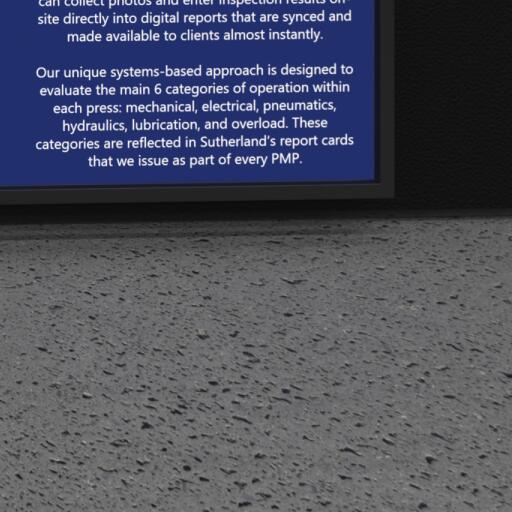 can collect photos and enter inspection results on-
site directly into digital reports that are synced and
made available to clients almost instantly.
Our unique systems-based approach is designed to
evaluate the main 6 categories of operation within
each press: mechanical, electrical, pneumatics,
hydraulics, lubrication, and overload. These
categories are reflected in Sutherland's report cards
that we issue as part of every PMP.